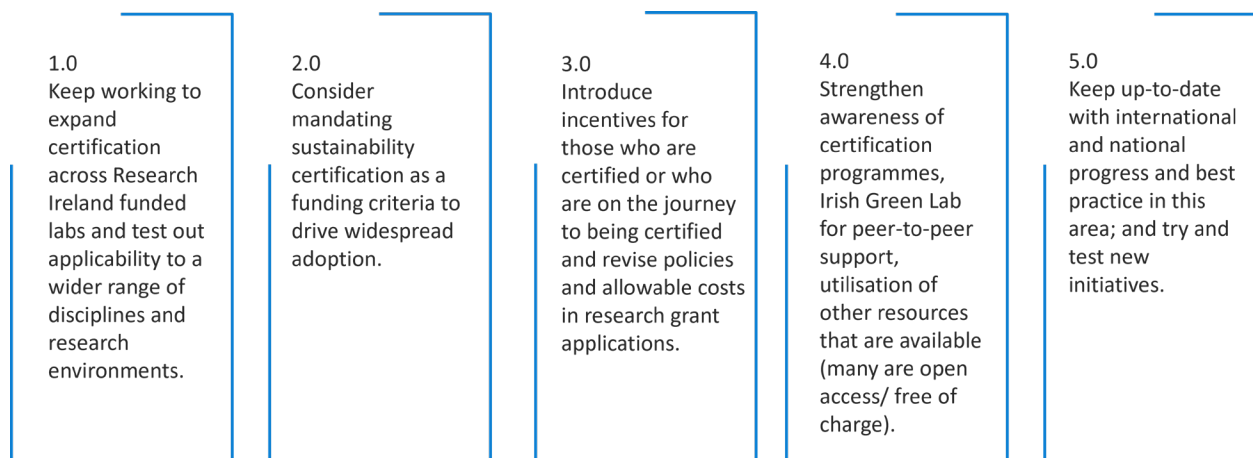 1.0
Keep working to
expand
certification
across Research
Ireland funded
labs and test out
applicability to a
wider range of
disciplines and
research
environments.
2.0
Consider
mandating
sustainability
certification as a
funding criteria to
drive widespread
adoption.
3.0
Introduce
incentives for
those who are
certified or who
are on the journey
to being certified
and revise policies
and allowable costs
in research grant
applications.
4.0
Strengthen
awareness of
certification
programmes,
Irish Green Lab
for peer-to-peer
support,
utilisation of
other resources
that are available
(many are open
access/ free of
charge).
5.0
Keep up-to-date
with international
and national
progress and best
practice in this
area; and try and
test new
initiatives.